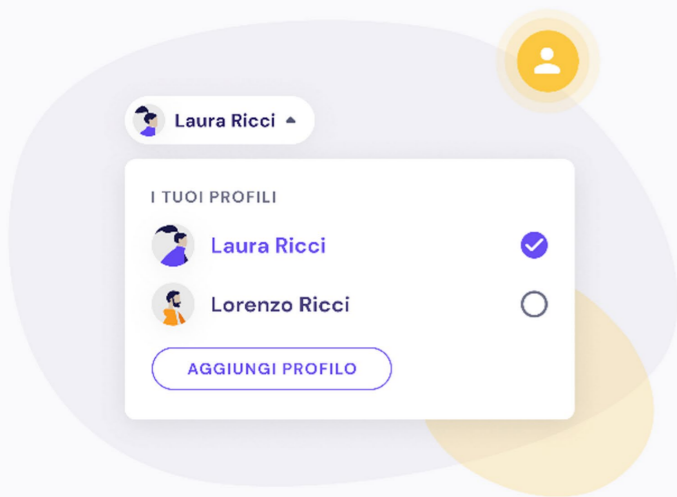 Laura Ricci
I TUOI PROFILI
Laura Ricci
Lorenzo Ricci
AGGIUNGI PROFILO